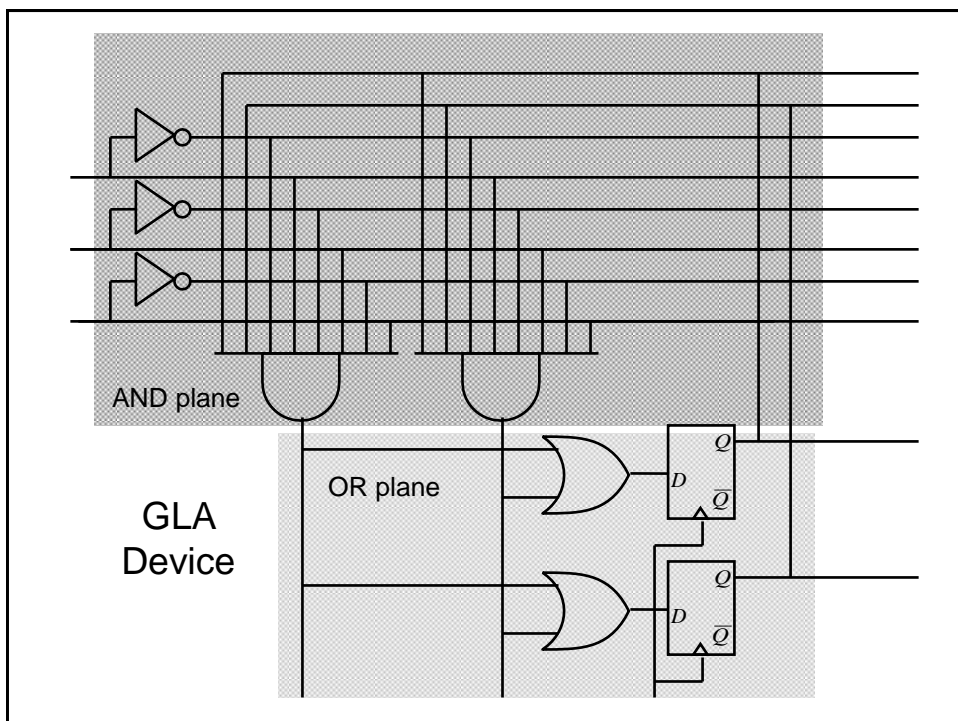 AND plane
OR plane
GLA
Device
Q
D
Q̅
Q
D
Q̅